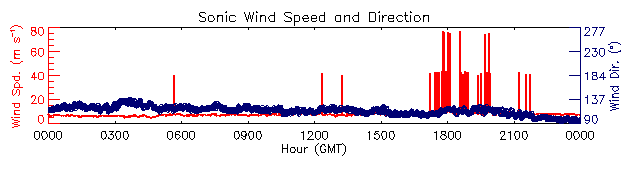 Sonic Wind Speed and Direction
Wind Spd. (m s⁻¹)
80
60
40
20
0
277
230
184
137
90
Wind Dir. (°)
0000 0300 0600 0900 1200 1500 1800 2100 0000
Hour (GMT)